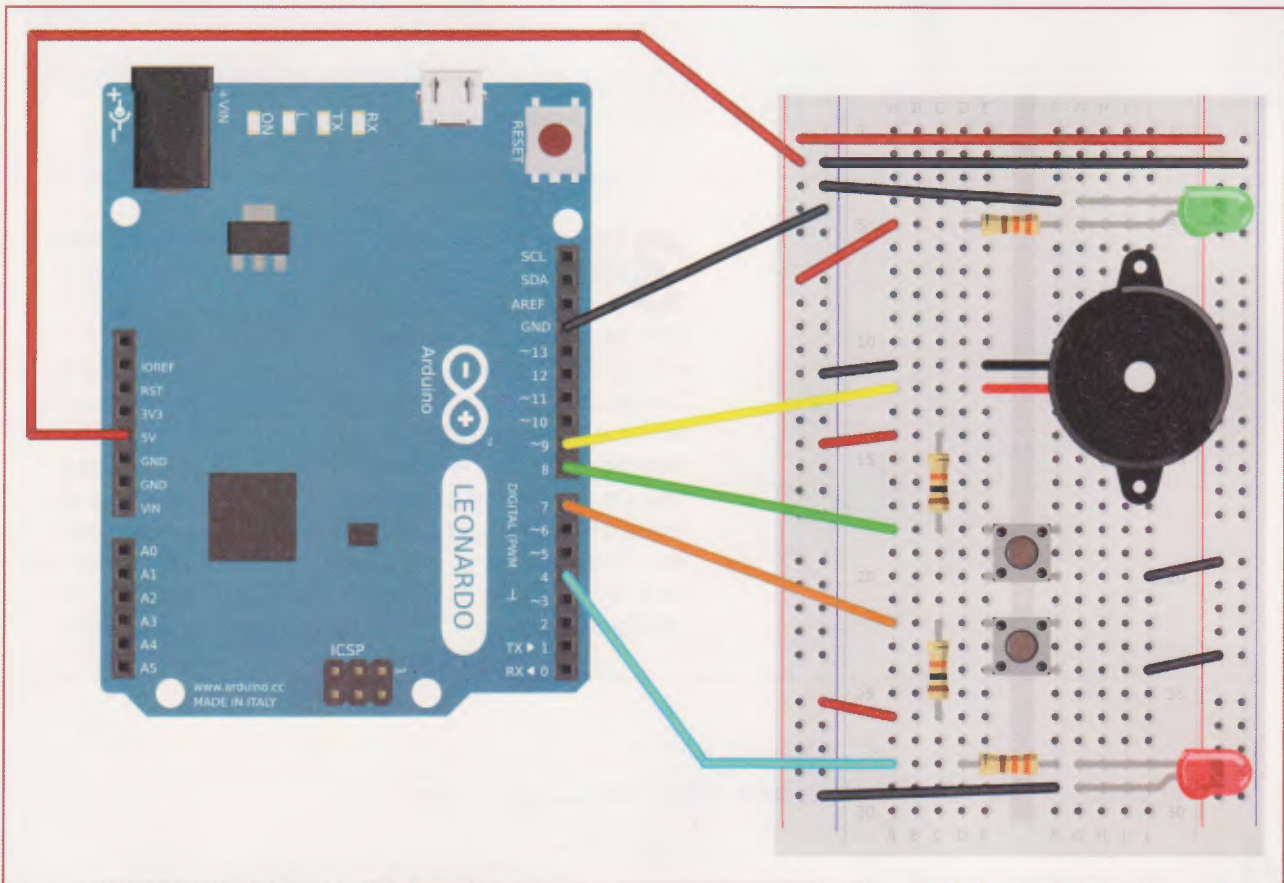 +VIN
ON
L
TX
RX
RESET
SCL
SDA
AREF
GND
~13
12
~11
~10
~9
8
7
~6
~5
4
~3
2
TX ▸ 1
RX ◂ 0
DIGITAL (PWM
Arduino
LEONARDO
IOREF
RST
3V3
5V
GND
GND
VIN
A0
A1
A2
A3
A4
A5
ICSP
1
www.arduino.cc
MADE IN ITALY
5
10
15
20
25
30
30